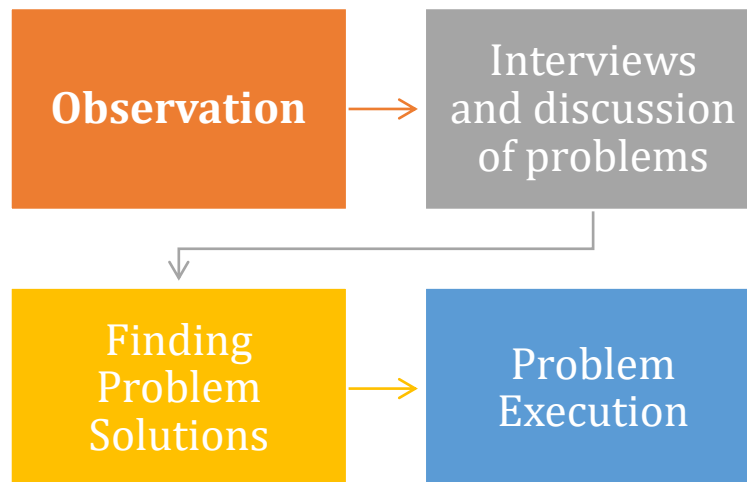 Observation
Interviews
and discussion
of problems
Finding
Problem
Solutions
Problem
Execution